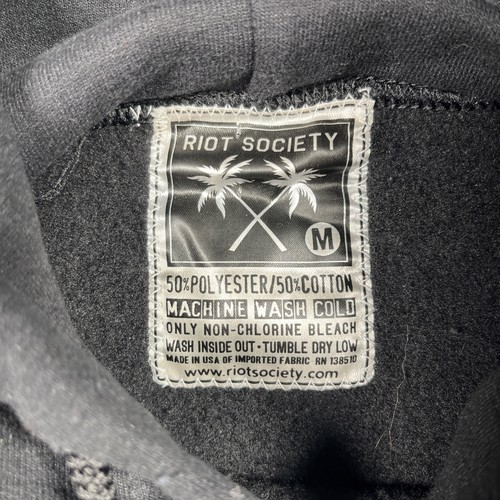 RIOT SOCIETY
M
50%POLYESTER/50%COTTON
MACHINE WASH COLD
ONLY NON-CHLORINE BLEACH
WASH INSIDE OUT • TUMBLE DRY LOW
MADE IN USA OF IMPORTED FABRIC RN 138510
www.riotsociety.com